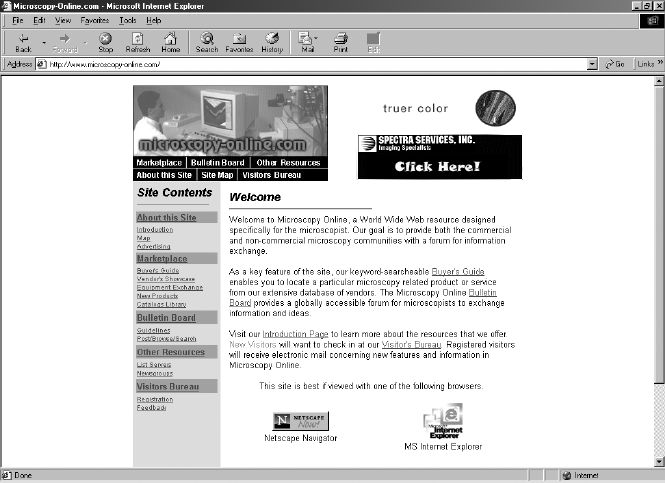 Microscopy-Online.com - Microsoft Internet Explorer
File Edit View Favorites Tools Help
Back Forward Stop Refresh Home Search Favorites History Mail Print Edit
Address http://www.microscopy-online.com/ Go Links »
microscopy-online.com
Marketplace Bulletin Board Other Resources
About this Site Site Map Visitors Bureau
truer color
SPECTRA SERVICES, INC.
Imaging Specialists
Click Here!
Site Contents
About this Site
Introduction
Map
Advertising
Marketplace
Buyer's Guide
Vendor's Showcase
Equipment Exchange
New Products
Catalogs Library
Bulletin Board
Guidelines
Post/Browse/Search
Other Resources
List Servers
Newsgroups
Visitors Bureau
Registration
Feedback
Welcome
Welcome to Microscopy Online, a World Wide Web resource designed
specifically for the microscopist. Our goal is to provide both the commercial
and non-commercial microscopy communities with a forum for information
exchange.
As a key feature of the site, our keyword-searcheable Buyer's Guide
enables you to locate a particular microscopy related product or service
from our extensive database of vendors. The Microscopy Online Bulletin
Board provides a globally accessible forum for microscopists to exchange
information and ideas.
Visit our Introduction Page to learn more about the resources that we offer.
New Visitors will want to check in at our Visitor's Bureau. Registered visitors
will receive electronic mail concerning new features and information in
Microscopy Online.
This site is best if viewed with one of the following browsers.
N NETSCAPE
Now!
Netscape Navigator
Microsoft
Internet
Explorer
MS Internet Explorer
Done Internet